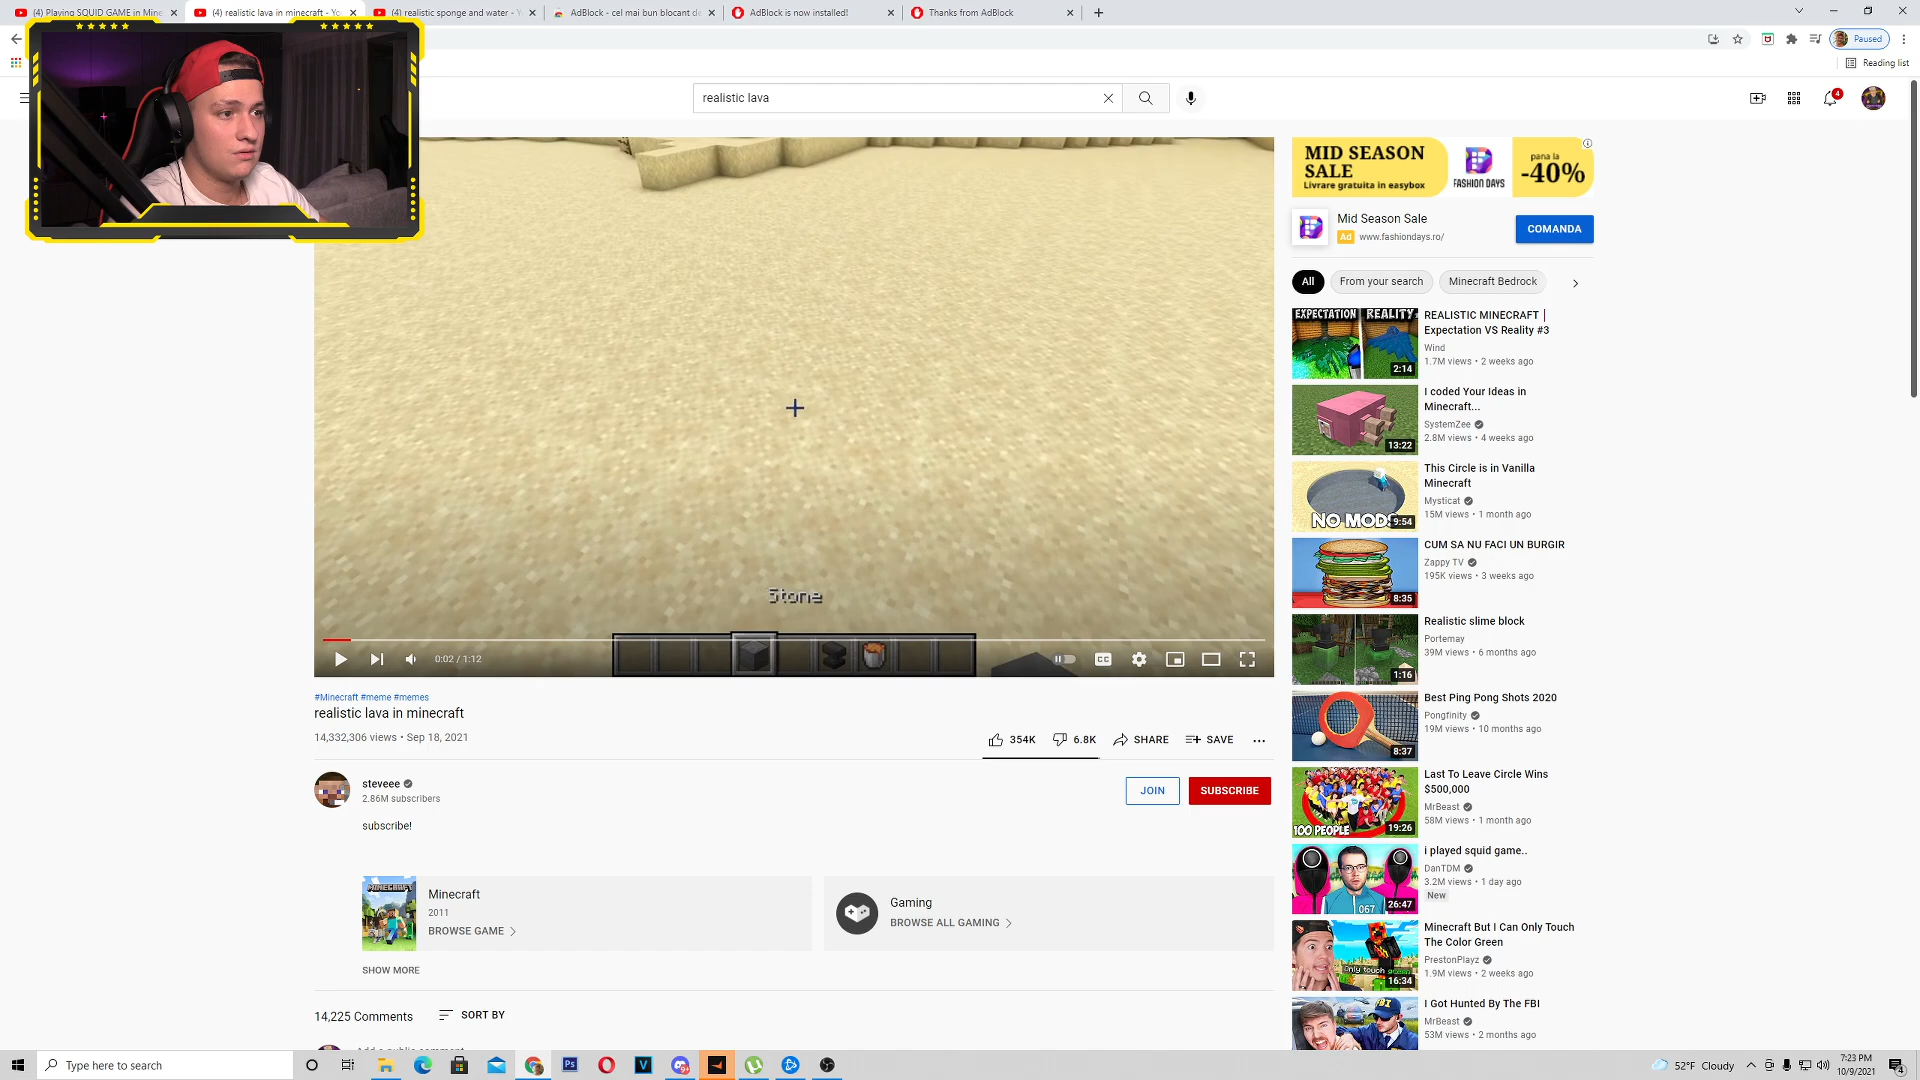 (4) Playing SQUID GAME in Mine
(4) realistic lava in minecraft - Yo
(4) realistic sponge and water - Y
AdBlock - cel mai bun blocant de
AdBlock is now installed!
Thanks from AdBlock
Paused
Reading list
realistic lava
4
MID SEASON
SALE
Livrare gratuita in easybox
FASHION DAYS
pana la
-40%
Mid Season Sale
Ad www.fashiondays.ro/
COMANDA
All
From your search
Minecraft Bedrock
EXPECTATION REALITY
2:14
REALISTIC MINECRAFT |
Expectation VS Reality #3
Wind
1.7M views • 2 weeks ago
13:22
I coded Your Ideas in
Minecraft...
SystemZee
2.8M views • 4 weeks ago
NO MODS
9:54
This Circle is in Vanilla
Minecraft
Mysticat
15M views • 1 month ago
8:35
CUM SA NU FACI UN BURGIR
Zappy TV
195K views • 3 weeks ago
1:16
Realistic slime block
Portemay
39M views • 6 months ago
8:37
Best Ping Pong Shots 2020
Pongfinity
19M views • 10 months ago
100 PEOPLE
19:26
Last To Leave Circle Wins
$500,000
MrBeast
58M views • 1 month ago
067
26:47
i played squid game..
DanTDM
3.2M views • 1 day ago
New
Only touch green
16:34
Minecraft But I Can Only Touch
The Color Green
PrestonPlayz
1.9M views • 2 weeks ago
FBI
I Got Hunted By The FBI
MrBeast
53M views • 2 months ago
Stone
0:02 / 1:12
CC
#Minecraft #meme #memes
realistic lava in minecraft
14,332,306 views • Sep 18, 2021
354K
6.8K
SHARE
SAVE
steveee
2.86M subscribers
JOIN
SUBSCRIBE
subscribe!
MINECRAFT
Minecraft
2011
BROWSE GAME
Gaming
BROWSE ALL GAMING
SHOW MORE
14,225 Comments
SORT BY
Add a public comment
Type here to search
Ps
V
52°F Cloudy
7:23 PM
10/9/2021
4